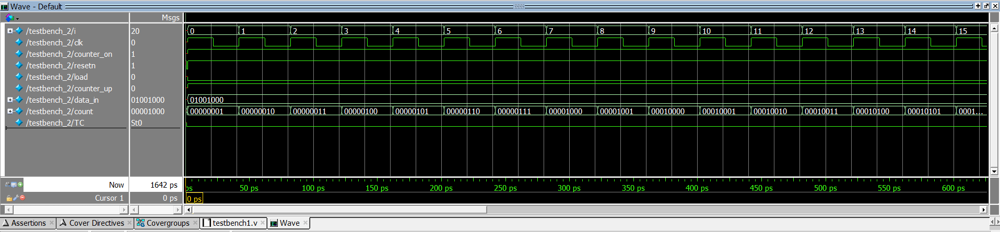 Wave - Default
Msgs
/testbench_2/i 20 0 1 2 3 4 5 6 7 8 9 10 11 12 13 14 15
/testbench_2/clk 0
/testbench_2/counter_on 1
/testbench_2/resetn 1
/testbench_2/load 0
/testbench_2/counter_up 0
/testbench_2/data_in 01001000 01001000
/testbench_2/count 00001000 00000001 00000010 00000011 00000100 00000101 00000110 00000111 00001000 00001001 00010000 00010001 00010010 00010011 00010100 00010101 0001...
/testbench_2/TC St0
Now 1642 ps ps 50 ps 100 ps 150 ps 200 ps 250 ps 300 ps 350 ps 400 ps 450 ps 500 ps 550 ps 600 ps
Cursor 1 0 ps 0 ps
Assertions Cover Directives Covergroups testbench1.v Wave